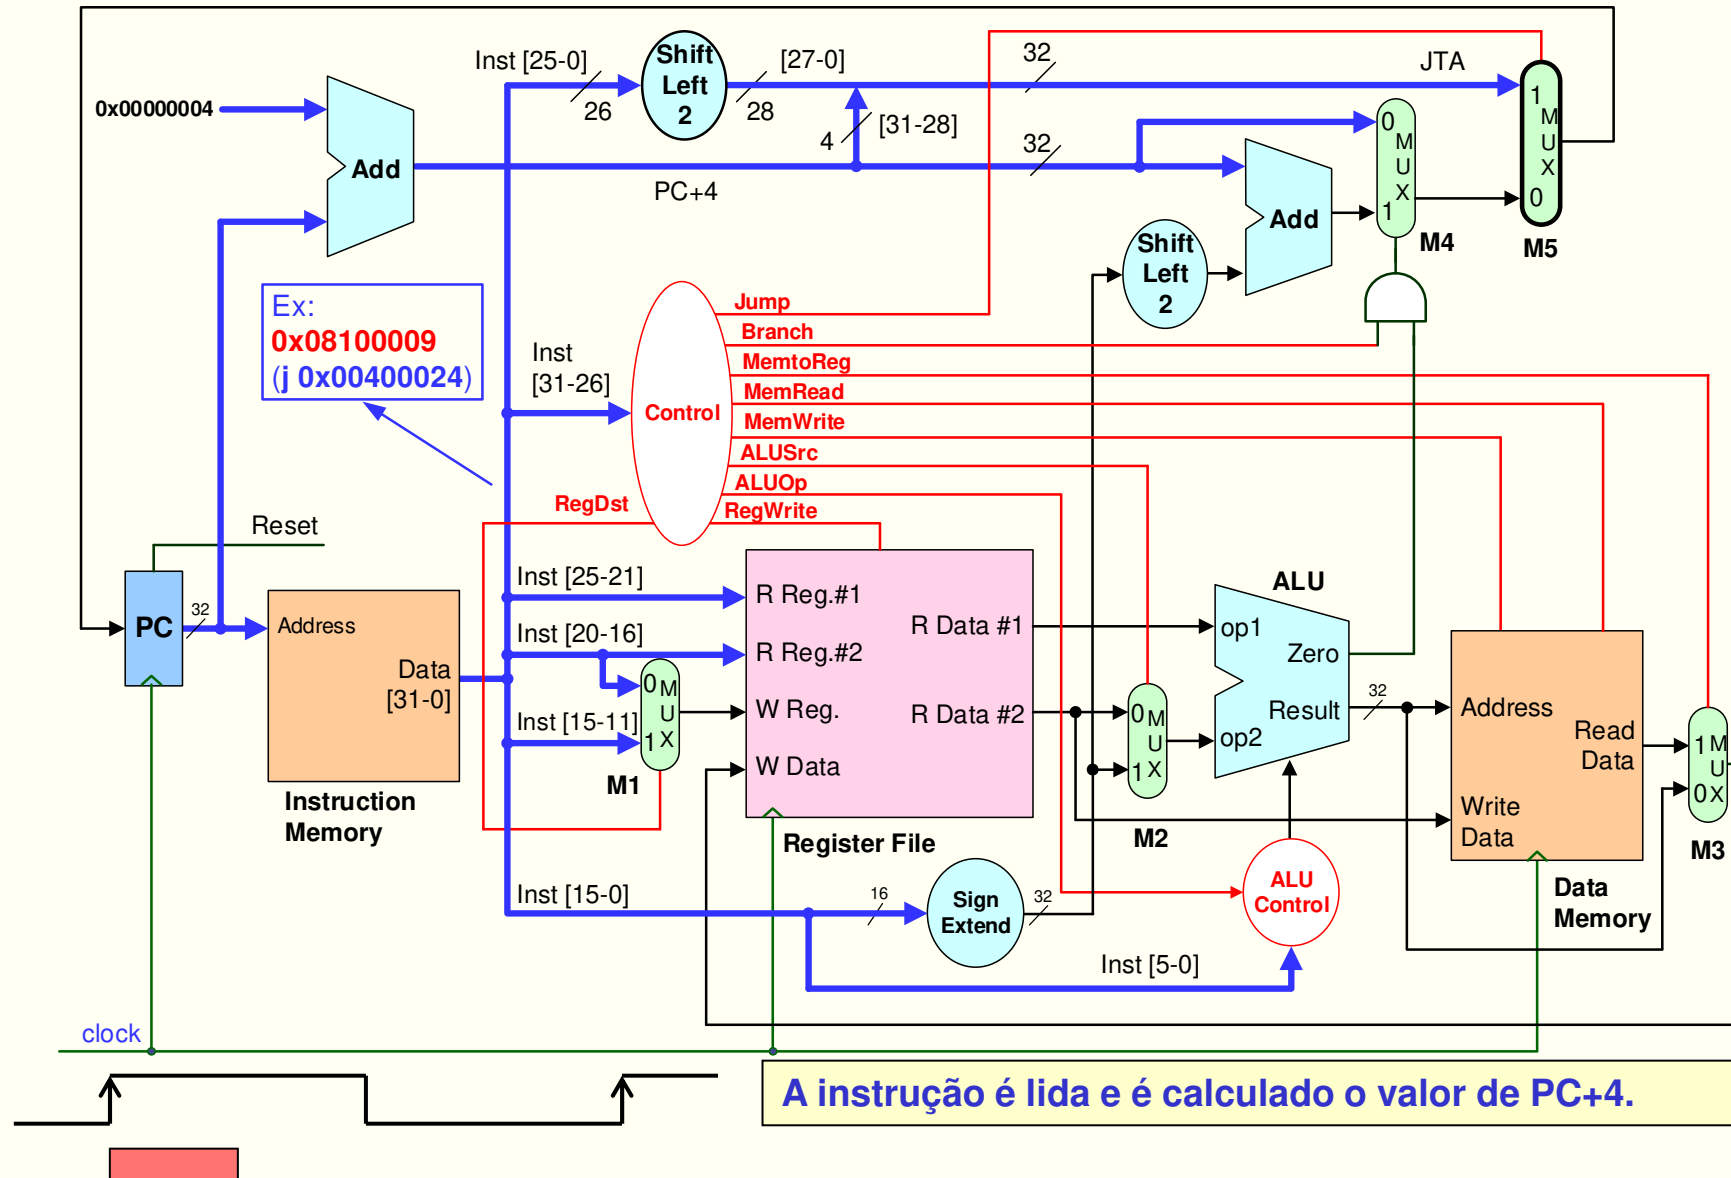 Inst [25-0]
Shift
Left
2
[27-0]
32
JTA
0x00000004
26
28
4
[31-28]
32
Add
PC+4
0
M
U
X
1
M4
1
M
U
X
0
M5
Add
Shift
Left
2
Ex:
0x08100009
(j 0x00400024)
Inst
[31-26]
Control
Jump
Branch
MemtoReg
MemRead
MemWrite
ALUSrc
ALUOp
RegWrite
RegDst
Reset
PC
32
Address
Data
[31-0]
Instruction
Memory
Inst [25-21]
Inst [20-16]
Inst [15-11]
0
M
U
X
1
M1
R Reg.#1
R Reg.#2
W Reg.
W Data
R Data #1
R Data #2
Register File
0
M
U
X
1
M2
ALU
op1
op2
Zero
Result
32
Address
Read
Data
Write
Data
Data
Memory
1
M
U
X
0
M3
Inst [15-0]
16
Sign
Extend
32
ALU
Control
Inst [5-0]
clock
A instrução é lida e é calculado o valor de PC+4.